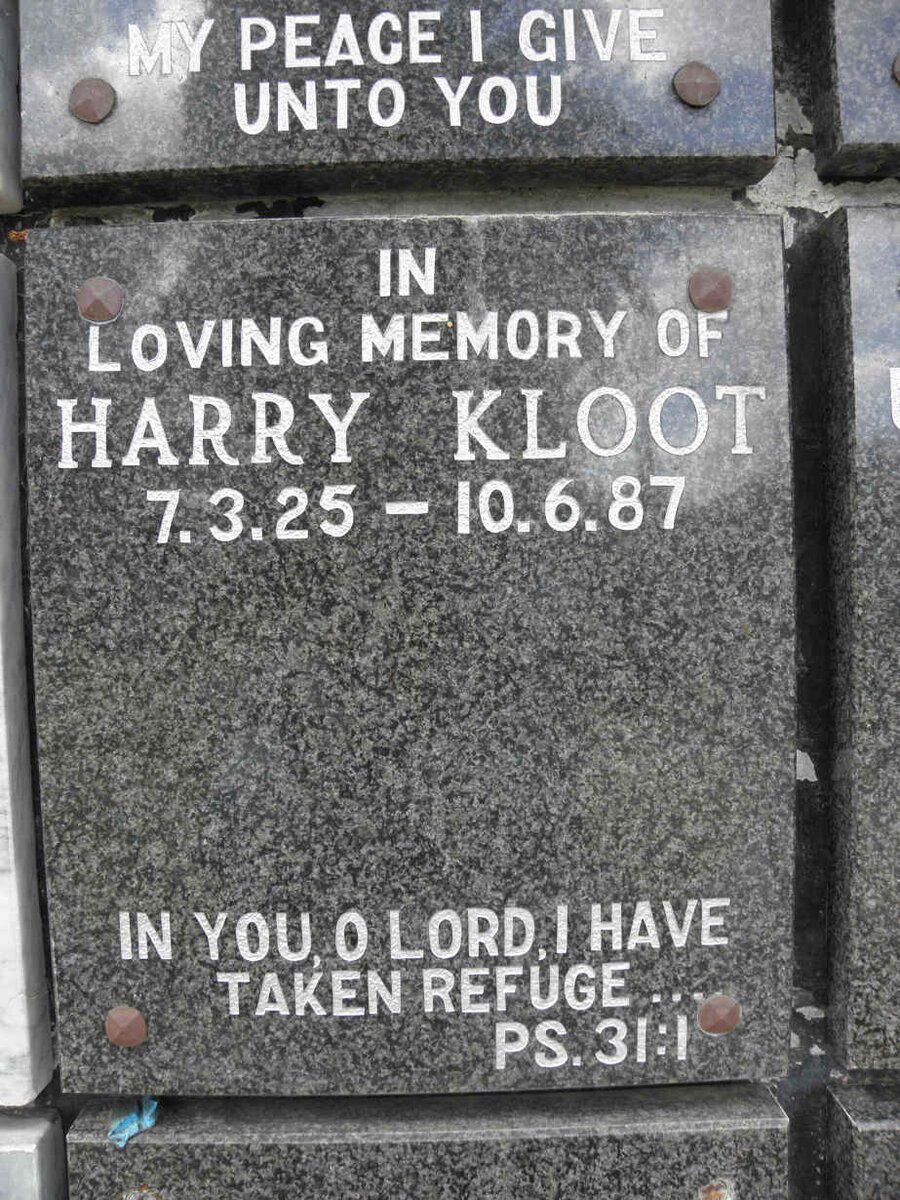 MY PEACE I GIVE
UNTO YOU
IN
LOVING MEMORY OF
HARRY KLOOT
7.3.25 – 10.6.87
IN YOU, O LORD, I HAVE
TAKEN REFUGE ....
PS. 31:1